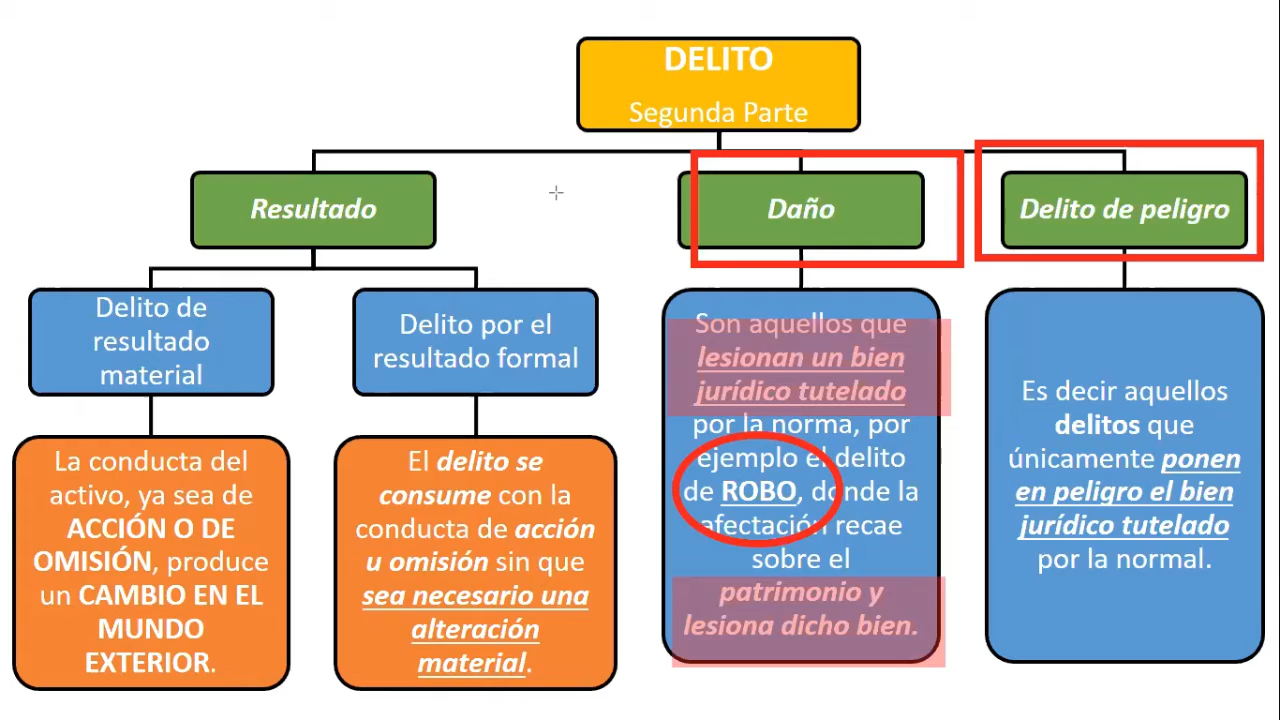 DELITO
Segunda Parte
Resultado
Daño
Delito de peligro
Delito de
resultado
material
Delito por el
resultado formal
La conducta del
activo, ya sea de
ACCIÓN O DE
OMISIÓN, produce
un CAMBIO EN EL
MUNDO
EXTERIOR.
El delito se
consume con la
conducta de acción
u omisión sin que
sea necesario una
alteración
material.
Son aquellos que
lesionan un bien
jurídico tutelado
por la norma, por
ejemplo el delito
de ROBO, donde la
afectación recae
sobre el
patrimonio y
lesiona dicho bien.
Es decir aquellos
delitos que
únicamente ponen
en peligro el bien
jurídico tutelado
por la normal.